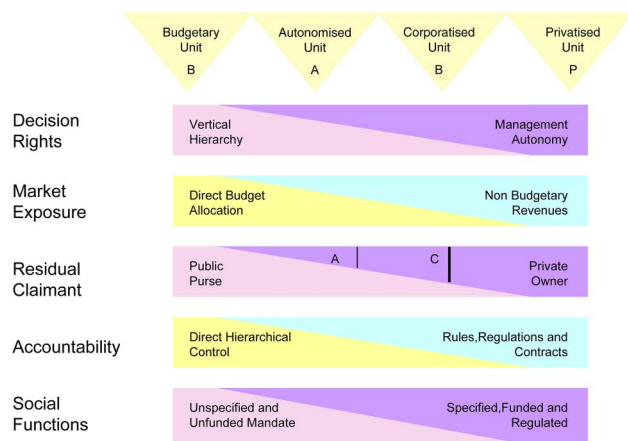 Budgetary
Unit
B
Autonomised
Unit
A
Corporatised
Unit
B
Privatised
Unit
P
Decision
Rights
Vertical
Hierarchy
Management
Autonomy
Market
Exposure
Direct Budget
Allocation
Non Budgetary
Revenues
Residual
Claimant
Public
Purse
A
C
Private
Owner
Accountability
Direct Hierarchical
Control
Rules,Regulations and
Contracts
Social
Functions
Unspecified and
Unfunded Mandate
Specified,Funded and
Regulated